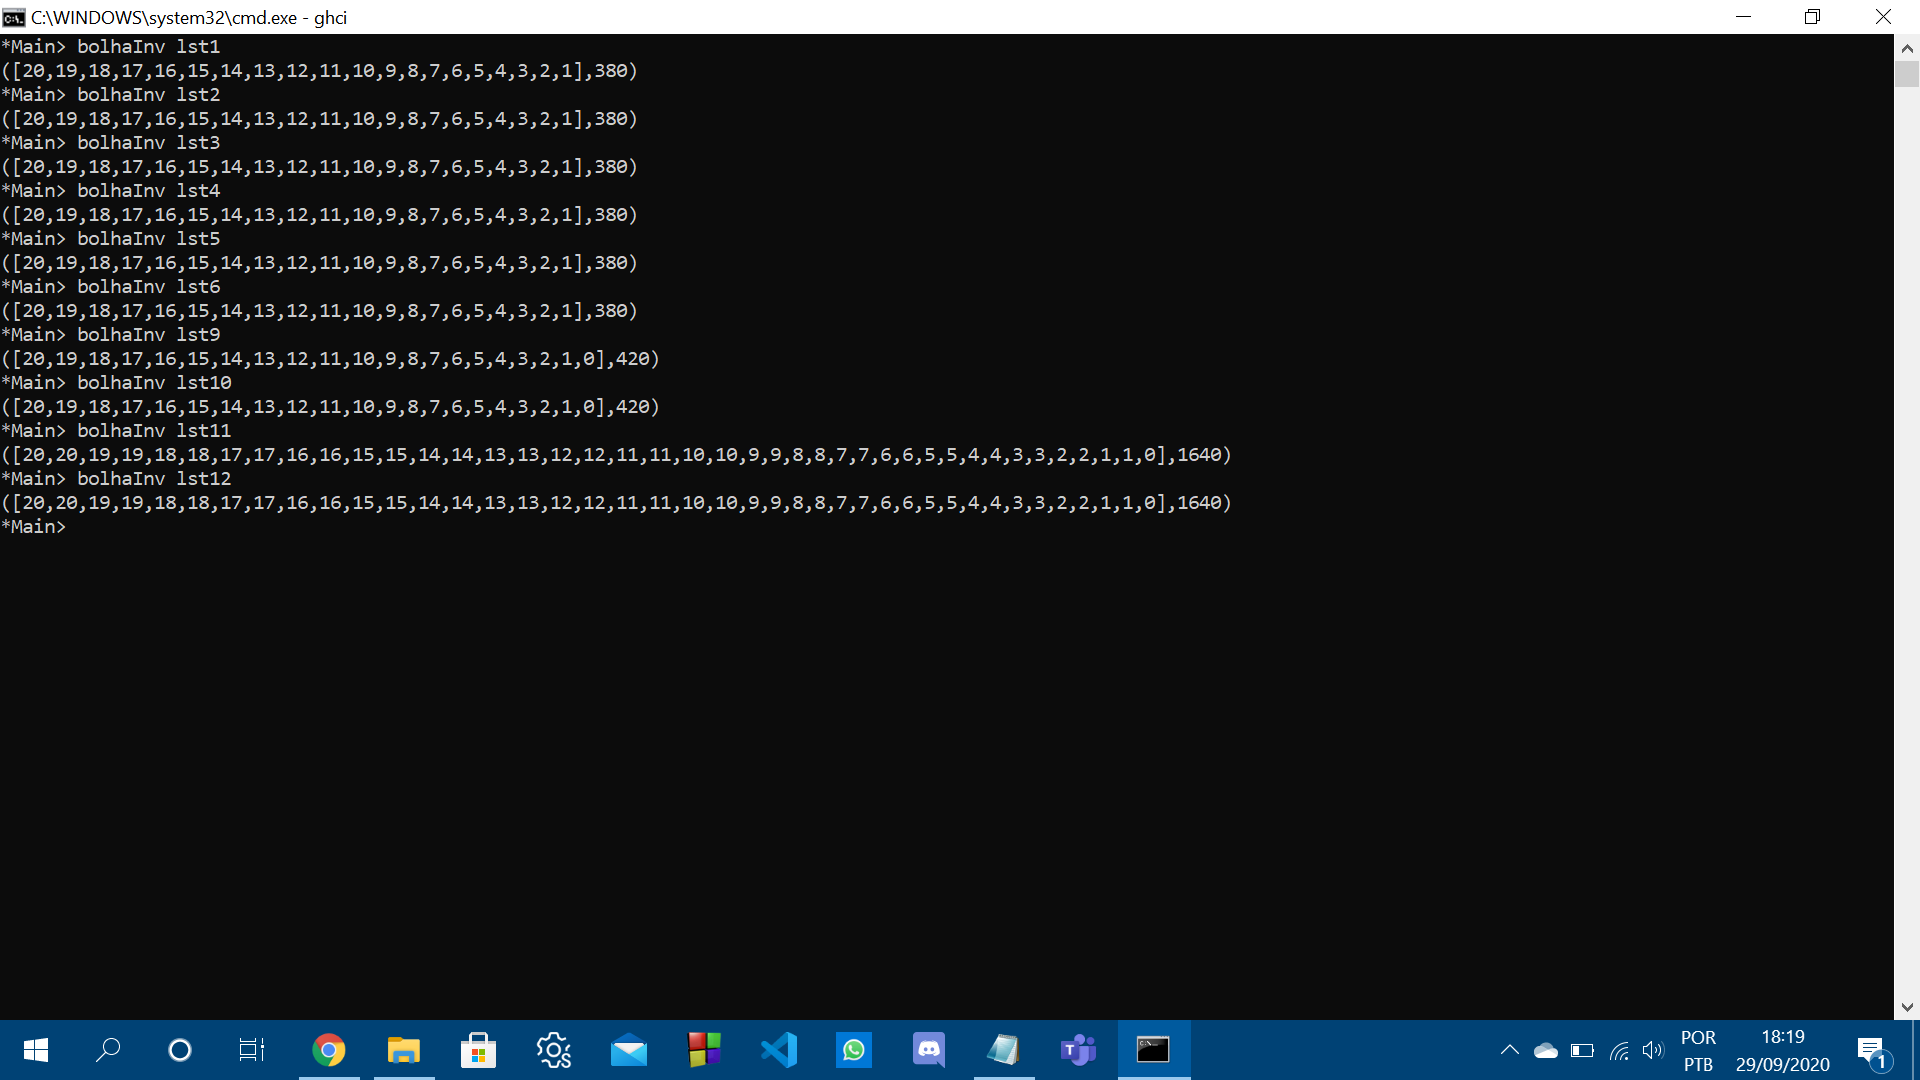 C:\WINDOWS\system32\cmd.exe - ghci
*Main> bolhaInv lst1
([20,19,18,17,16,15,14,13,12,11,10,9,8,7,6,5,4,3,2,1],380)
*Main> bolhaInv lst2
([20,19,18,17,16,15,14,13,12,11,10,9,8,7,6,5,4,3,2,1],380)
*Main> bolhaInv lst3
([20,19,18,17,16,15,14,13,12,11,10,9,8,7,6,5,4,3,2,1],380)
*Main> bolhaInv lst4
([20,19,18,17,16,15,14,13,12,11,10,9,8,7,6,5,4,3,2,1],380)
*Main> bolhaInv lst5
([20,19,18,17,16,15,14,13,12,11,10,9,8,7,6,5,4,3,2,1],380)
*Main> bolhaInv lst6
([20,19,18,17,16,15,14,13,12,11,10,9,8,7,6,5,4,3,2,1],380)
*Main> bolhaInv lst9
([20,19,18,17,16,15,14,13,12,11,10,9,8,7,6,5,4,3,2,1,0],420)
*Main> bolhaInv lst10
([20,19,18,17,16,15,14,13,12,11,10,9,8,7,6,5,4,3,2,1,0],420)
*Main> bolhaInv lst11
([20,20,19,19,18,18,17,17,16,16,15,15,14,14,13,13,12,12,11,11,10,10,9,9,8,8,7,7,6,6,5,5,4,4,3,3,2,2,1,1,0],1640)
*Main> bolhaInv lst12
([20,20,19,19,18,18,17,17,16,16,15,15,14,14,13,13,12,12,11,11,10,10,9,9,8,8,7,7,6,6,5,5,4,4,3,3,2,2,1,1,0],1640)
*Main>
POR
PTB
18:19
29/09/2020
1